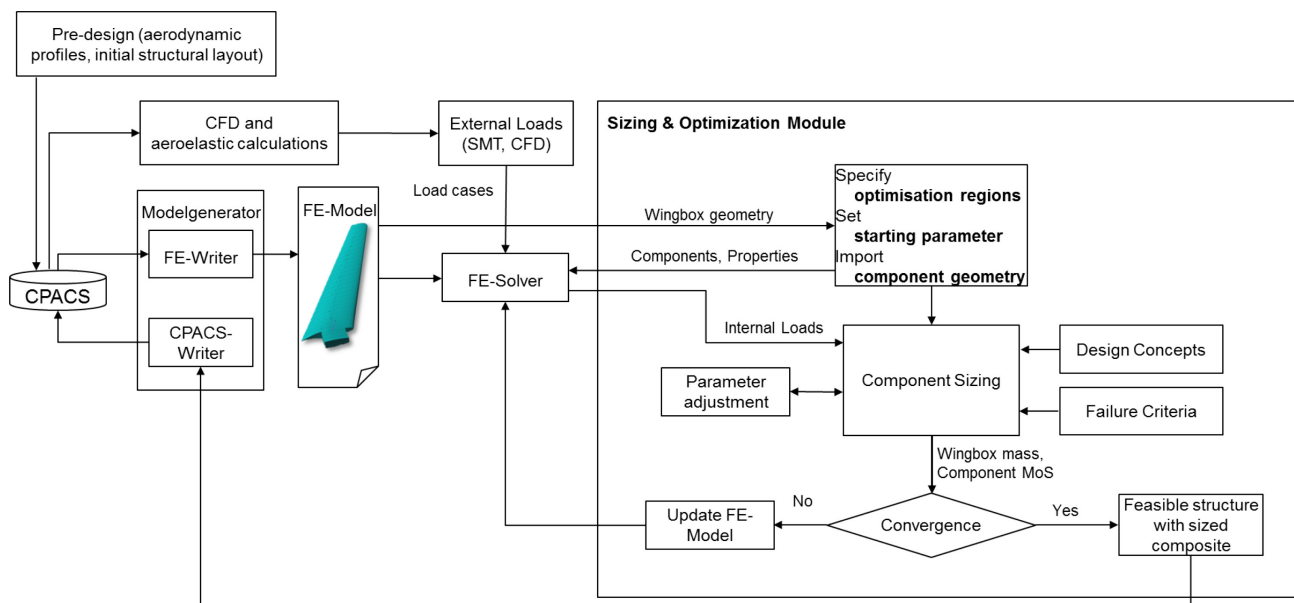 Pre-design (aerodynamic
profiles, initial structural layout)
CFD and
aeroelastic calculations
External Loads
(SMT, CFD)
Load cases
Modelgenerator
FE-Writer
CPACS-
Writer
CPACS
FE-Model
FE-Solver
Sizing & Optimization Module
Wingbox geometry
Components, Properties
Internal Loads
Specify
optimisation regions
Set
starting parameter
Import
component geometry
Component Sizing
Design Concepts
Failure Criteria
Parameter
adjustment
Wingbox mass,
Component MoS
Convergence
No
Yes
Update FE-
Model
Feasible structure
with sized
composite